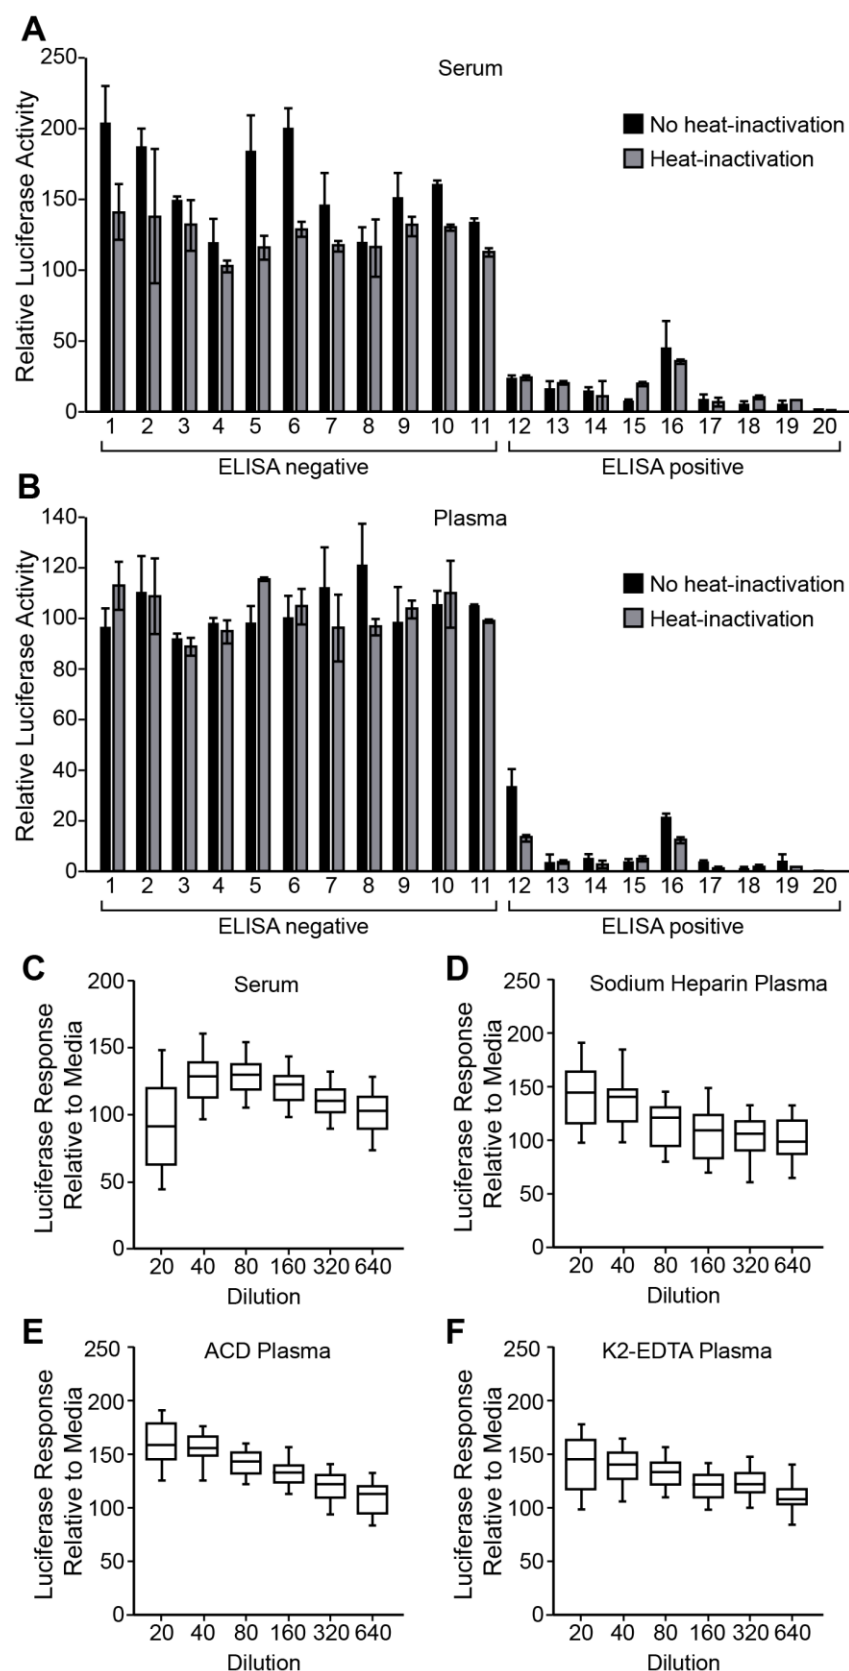 A
Serum
250
200
150
100
50
0
Relative Luciferase Activity
No heat-inactivation
Heat-inactivation
1 2 3 4 5 6 7 8 9 10 11 12 13 14 15 16 17 18 19 20
ELISA negative ELISA positive
B
Plasma
140
120
100
80
60
40
20
0
Relative Luciferase Activity
No heat-inactivation
Heat-inactivation
1 2 3 4 5 6 7 8 9 10 11 12 13 14 15 16 17 18 19 20
ELISA negative ELISA positive
C
Serum
200
150
100
50
0
Luciferase Response
Relative to Media
20 40 80 160 320 640
Dilution
D
Sodium Heparin Plasma
250
200
150
100
50
0
Luciferase Response
Relative to Media
20 40 80 160 320 640
Dilution
E
ACD Plasma
250
200
150
100
50
0
Luciferase Response
Relative to Media
20 40 80 160 320 640
Dilution
F
K2-EDTA Plasma
250
200
150
100
50
0
Luciferase Response
Relative to Media
20 40 80 160 320 640
Dilution